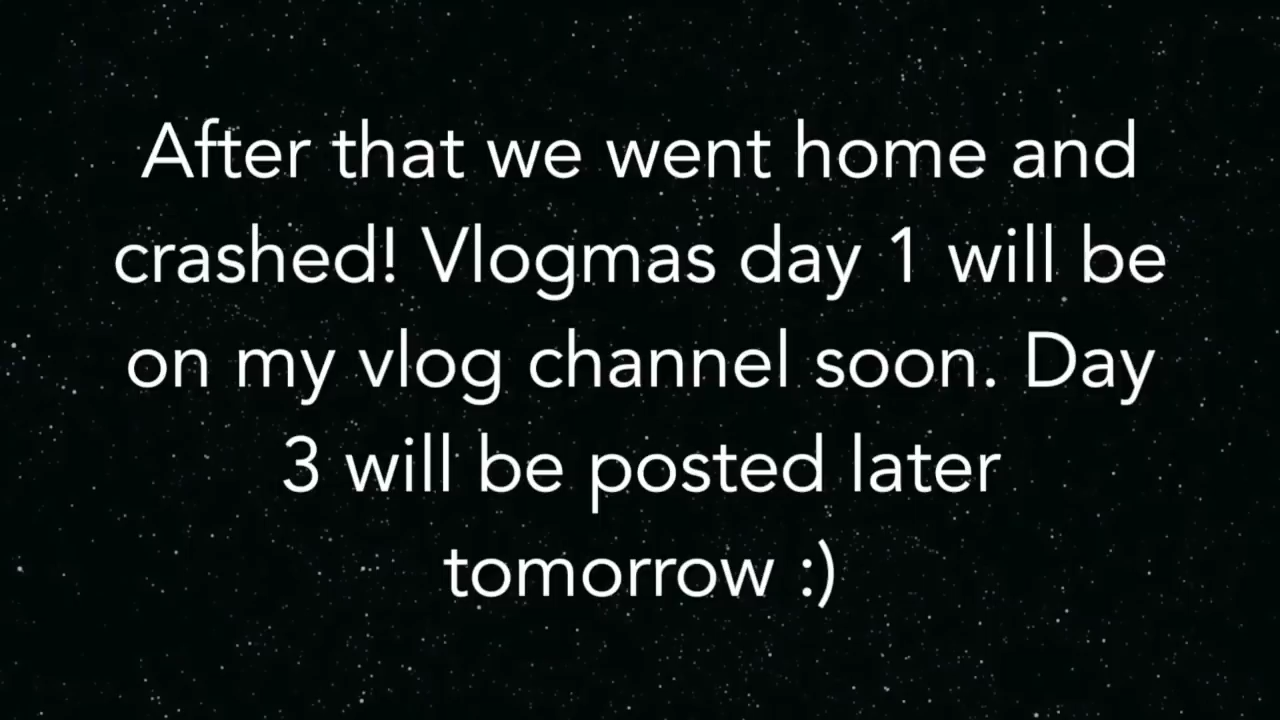 After that we went home and
crashed! Vlogmas day 1 will be
on my vlog channel soon. Day
3 will be posted later
tomorrow :)